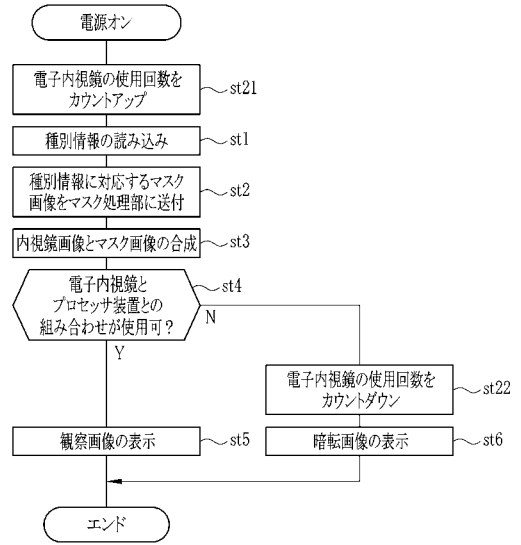 電源オン
電子内視鏡の使用回数を
カウントアップ
st21
種別情報の読み込み
st1
種別情報に対応するマスク
画像をマスク処理部に送付
st2
内視鏡画像とマスク画像の合成
st3
電子内視鏡と
プロセッサ装置との
組み合わせが使用可?
st4
N
Y
電子内視鏡の使用回数を
カウントダウン
st22
観察画像の表示
st5
暗転画像の表示
st6
エンド